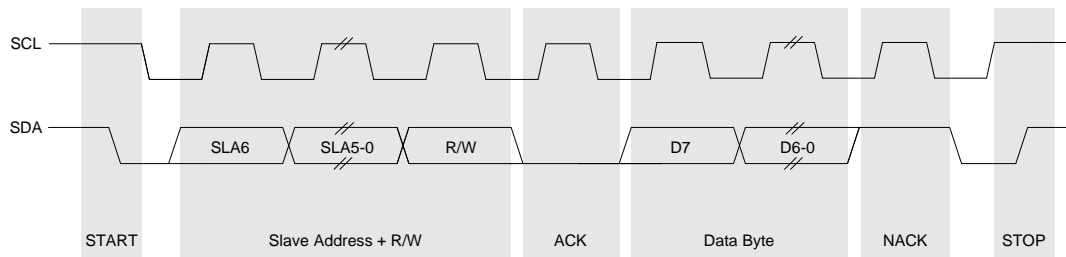 SCL
SDA
SLA6 SLA5-0 R/W D7 D6-0
START Slave Address + R/W ACK Data Byte NACK STOP